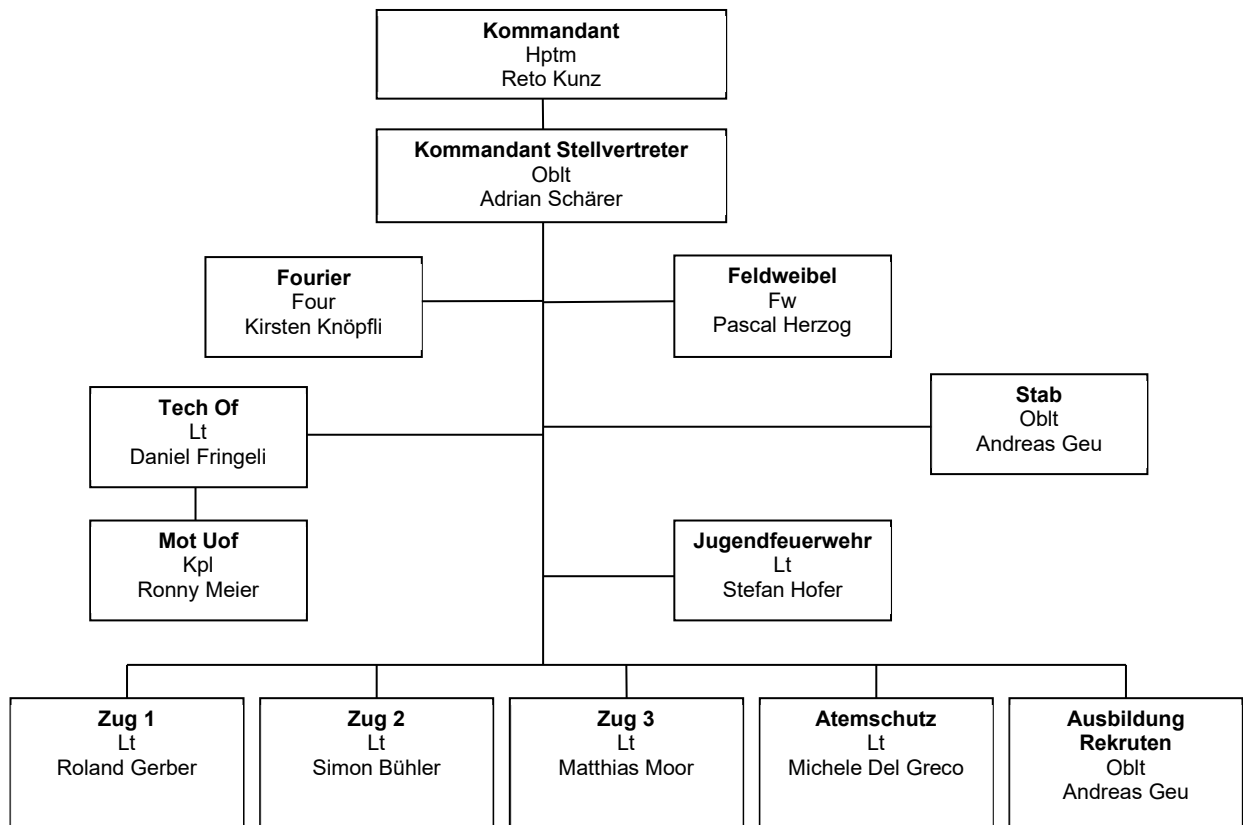 Kommandant
Hptm
Reto Kunz
Kommandant Stellvertreter
Oblt
Adrian Schärer
Fourier
Four
Kirsten Knöpfli
Feldweibel
Fw
Pascal Herzog
Tech Of
Lt
Daniel Fringeli
Stab
Oblt
Andreas Geu
Mot Uof
Kpl
Ronny Meier
Jugendfeuerwehr
Lt
Stefan Hofer
Zug 1
Lt
Roland Gerber
Zug 2
Lt
Simon Bühler
Zug 3
Lt
Matthias Moor
Atemschutz
Lt
Michele Del Greco
Ausbildung
Rekruten
Oblt
Andreas Geu